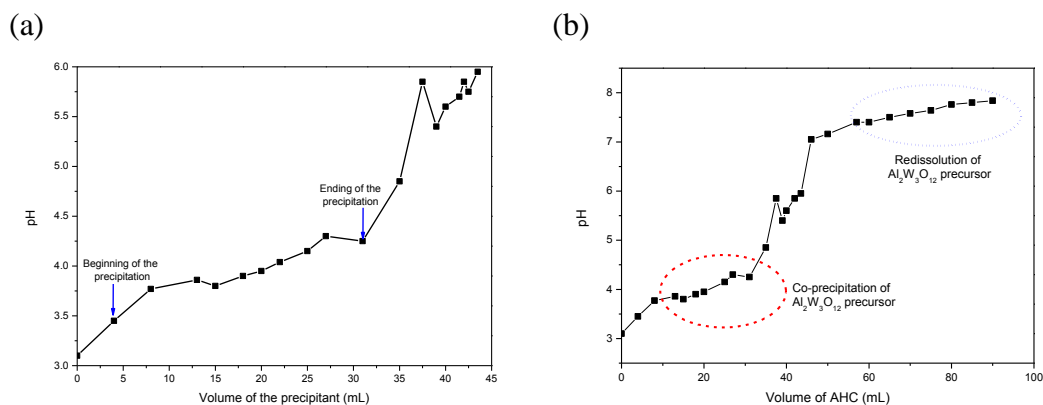 (a)
6.0
5.5
5.0
4.5
4.0
3.5
3.0
pH
Ending of the
precipitation
Beginning of the
precipitation
0 5 10 15 20 25 30 35 40 45
Volume of the precipitant (mL)
(b)
8
7
6
5
4
3
pH
Redissolution of
Al₂W₃O₁₂ precursor
Co-precipitation of
Al₂W₃O₁₂ precursor
0 20 40 60 80 100
Volume of AHC (mL)